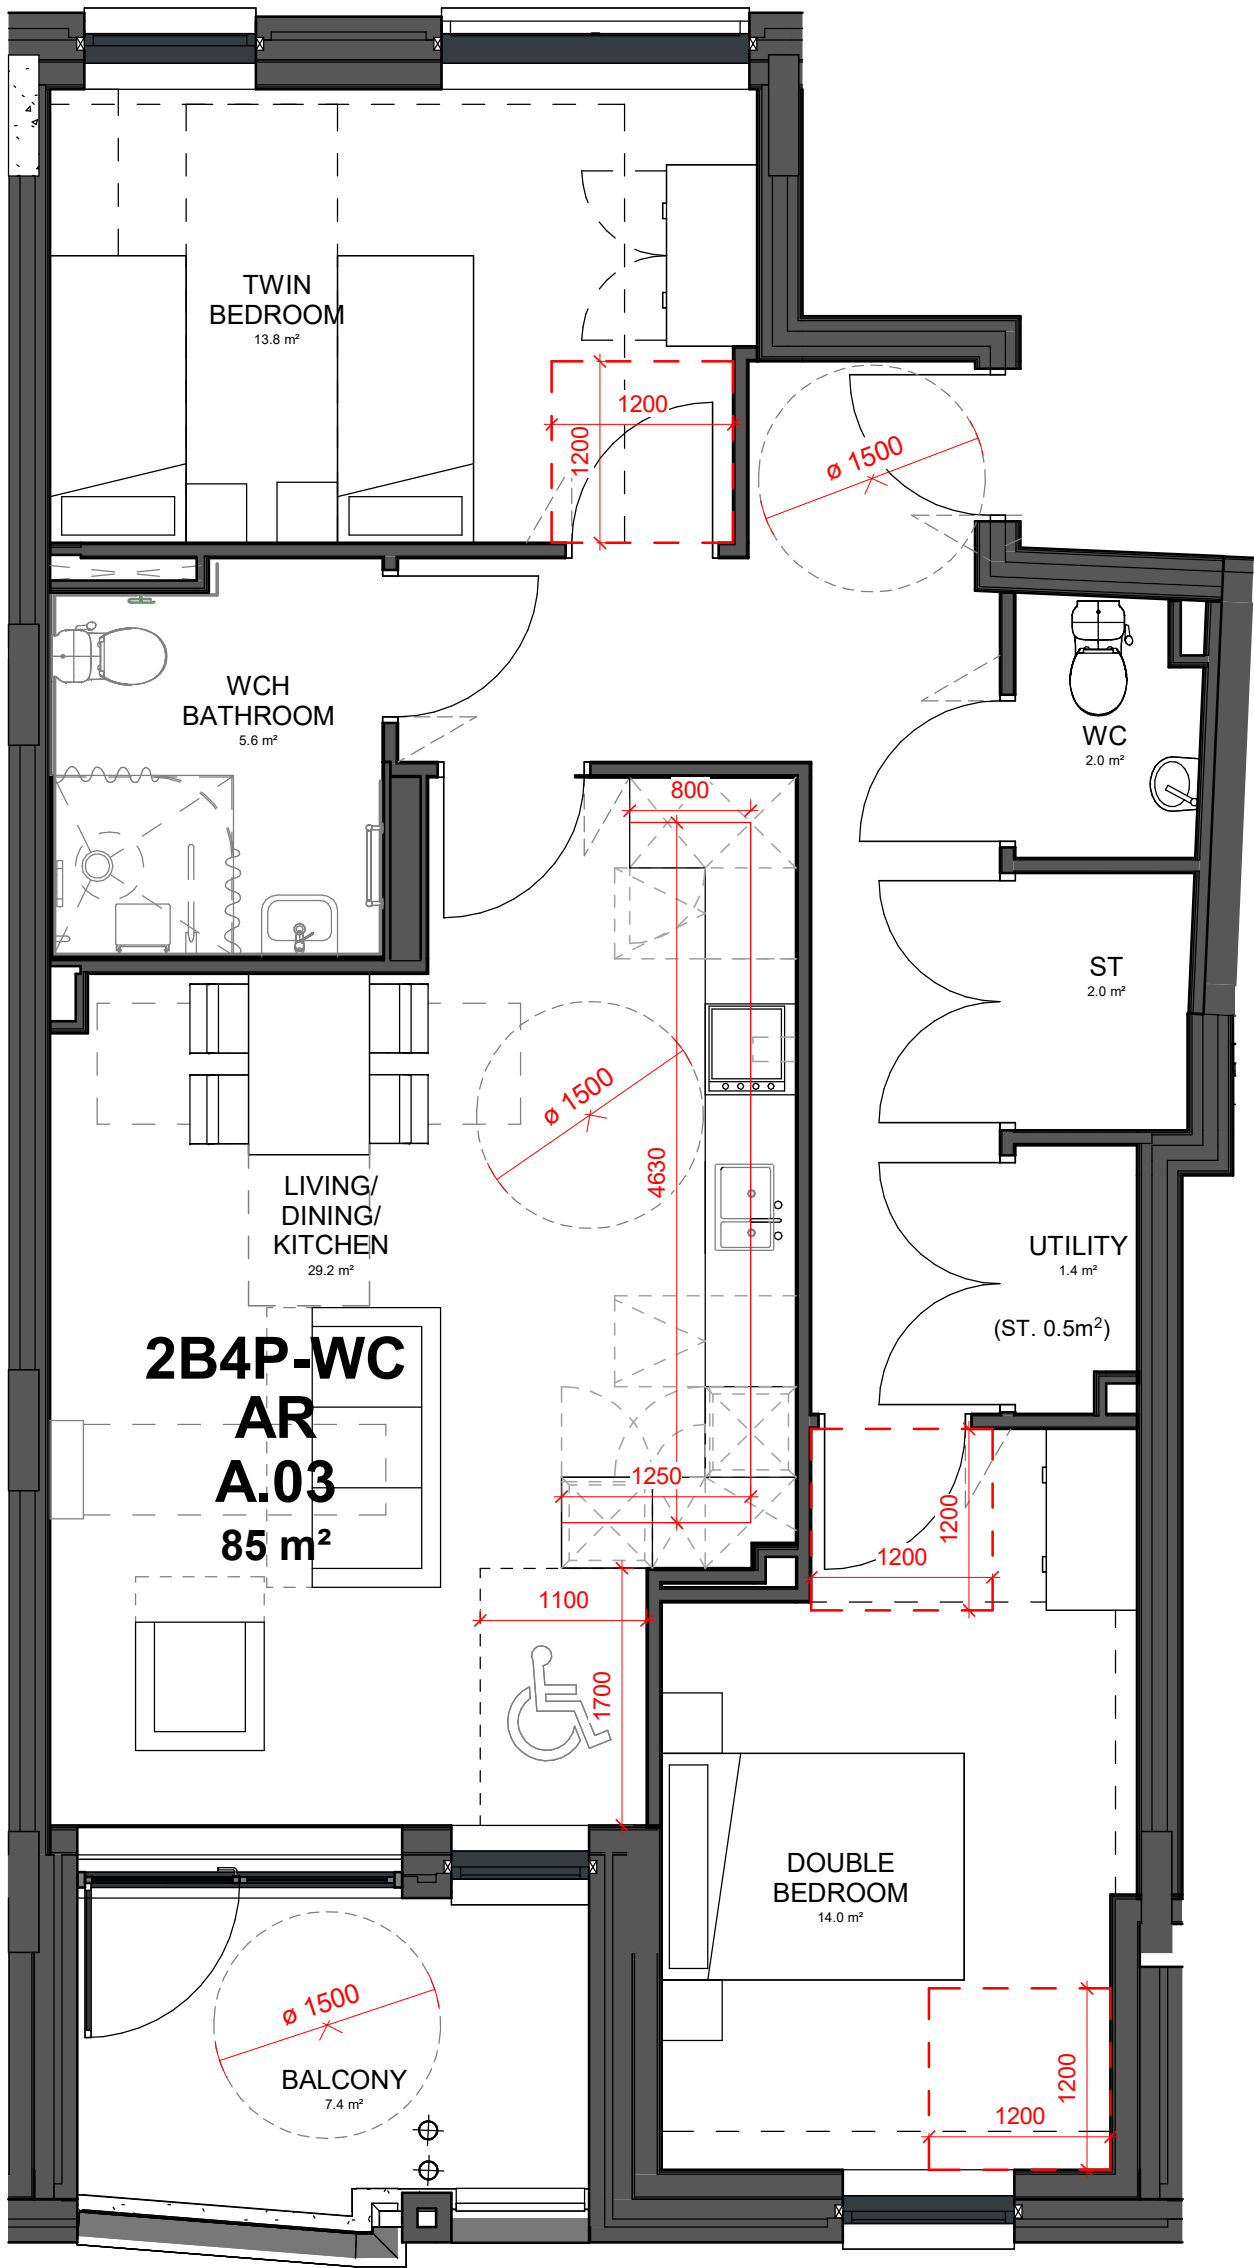 TWIN
BEDROOM
13.8 m²
1200
1200
ø 1500
WCH
BATHROOM
5.6 m²
WC
2.0 m²
800
ST
2.0 m²
ø 1500
4630
LIVING/
DINING/
KITCHEN
29.2 m²
UTILITY
1.4 m²
(ST. 0.5m²)
2B4P-WC
AR
A.03
85 m²
1250
1200
1200
1100
1700
DOUBLE
BEDROOM
14.0 m²
ø 1500
BALCONY
7.4 m²
1200
1200